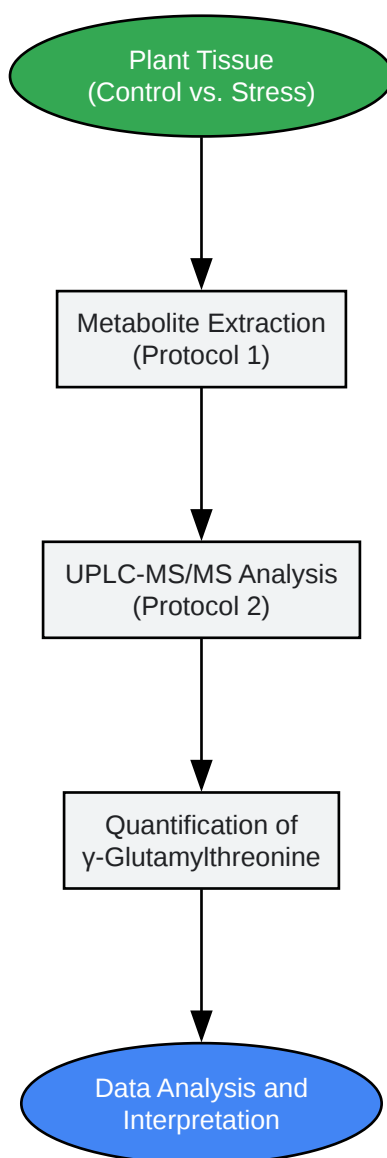 Plant Tissue
(Control vs. Stress)
Metabolite Extraction
(Protocol 1)
UPLC-MS/MS Analysis
(Protocol 2)
Quantification of
γ-Glutamylthreonine
Data Analysis and
Interpretation